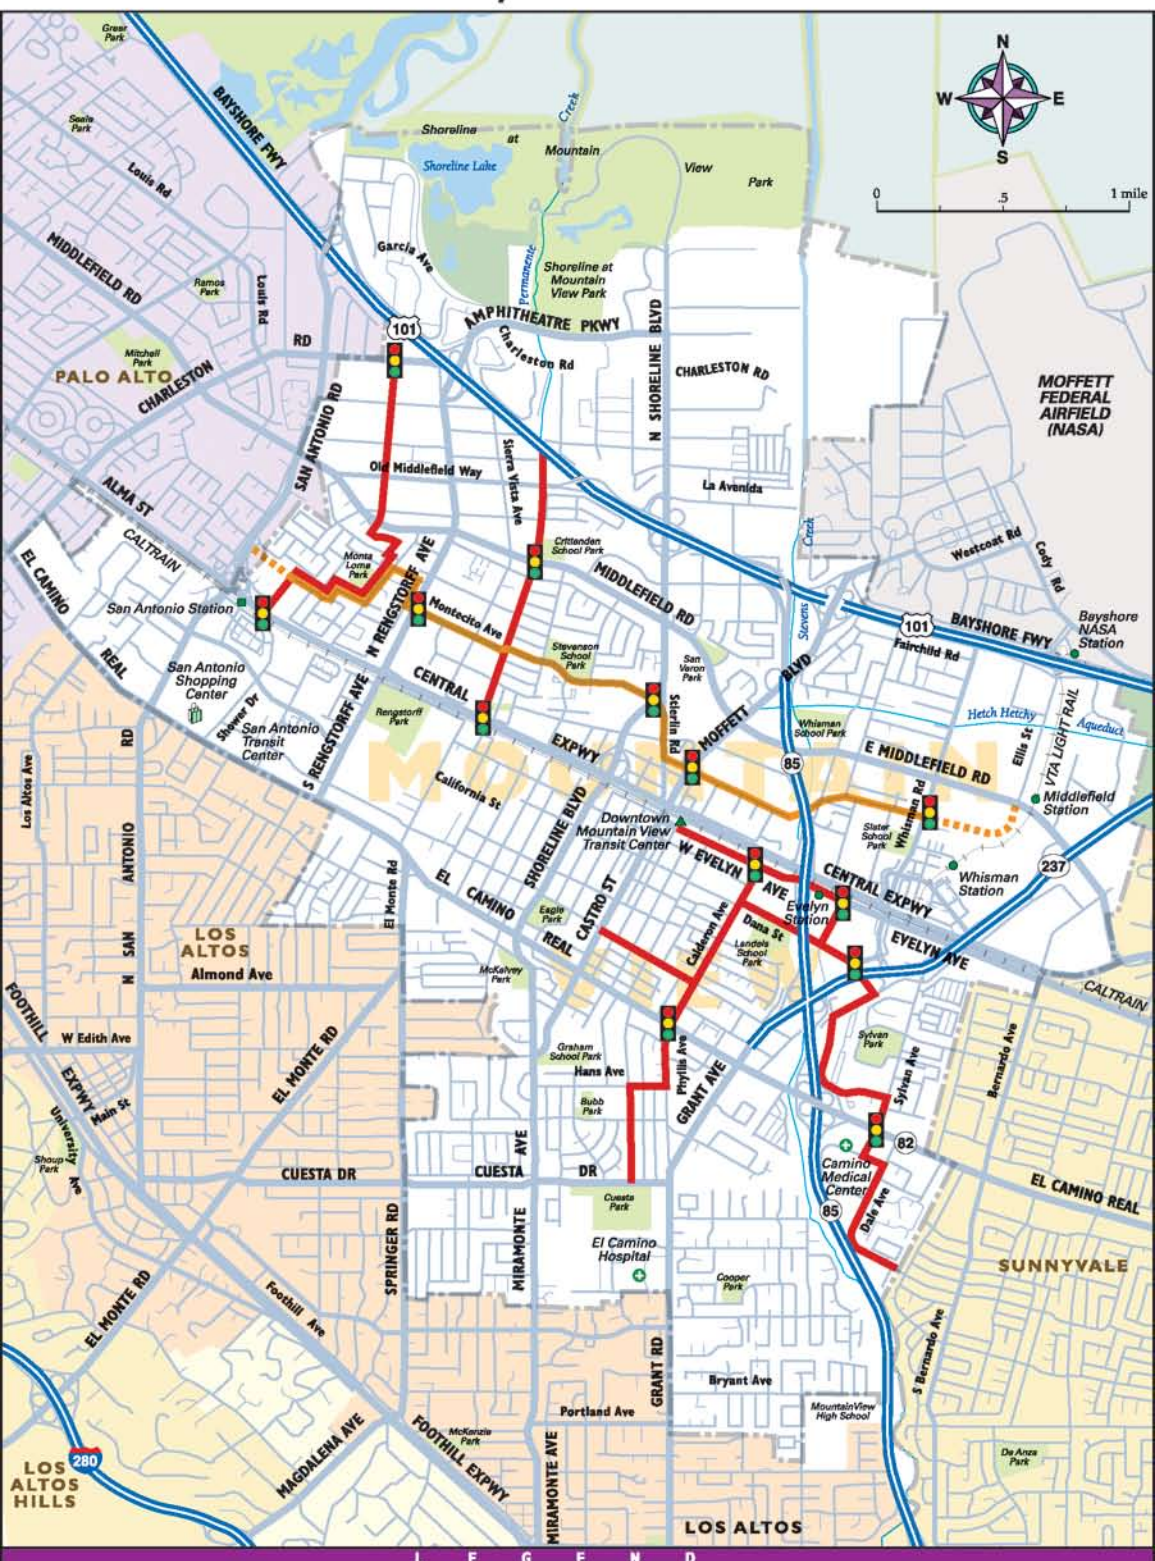 Greer
Park
N
W
E
S
BAYSHORE FWY
Creek
Shoreline
at
Mountain
View
Park
Shoreline Lake
Seale
Park
Louis Rd
0
.5
1 mile
MIDDLEFIELD RD
Ramos
Park
Louis
Rd
Garcia Ave
Permanente
Shoreline at
Mountain
View Park
N SHORELINE BLVD
AMPHITHEATRE PKWY
101
RD
Charleston Rd
Mitchell
Park
PALO ALTO
CHARLESTON
CHARLESTON RD
MOFFETT
FEDERAL
AIRFIELD
(NASA)
SAN ANTONIO RD
Old Middlefield Way
Sierra Vista Ave
La Avenida
ALMA ST
CALTRAIN
Creek
Westcoat Rd
Cody Rd
EL CAMINO
REAL
Monta
Loma
Park
Crittenden
School Park
MIDDLEFIELD RD
N RENGSTORFF AVE
San Antonio Station
Montecito Ave
Stevens
101
BAYSHORE FWY
Bayshore
NASA
Station
Fairchild Rd
Stevenson
School
Park
San
Veron
Park
BLVD
San Antonio
Shopping
Center
CENTRAL
EXPWY
Rengstorff
Park
Shower Dr
San Antonio
Transit
Center
S RENGSTORFF AVE
Sterlin Rd
MOFFETT
Whisman
School Park
Hetch Hetchy
Aqueduct
Ellis St
VTA LIGHT RAIL
E MIDDLEFIELD RD
MOUNTAIN
VIEW
85
RD
Los Altos Ave
California St
SHORELINE BLVD
Downtown
Mountain View
Transit Center
Slater
School
Park
Whisman Rd
Middlefield
Station
Whisman
Station
237
N SAN ANTONIO
El Monte Rd
EL CAMINO
REAL
W EVELYN AVE
CENTRAL EXPWY
Evelyn
Station
EVELYN AVE
CALTRAIN
Eagle
Park
CASTRO ST
Calderon Ave
Dana St
Landels
School
Park
LOS
ALTOS
Almond Ave
McKelvey
Park
FOOTHILL
EXPWY
W Edith Ave
Main St
EL MONTE RD
Graham
School Park
Hans Ave
Bubb
Park
Phyllis Ave
GRANT AVE
Sylvan
Park
Sylvan Ave
Bernardo Ave
82
University Ave
Shoup
Park
CUESTA DR
CUESTA
DR
AVE
MIRAMONTE
Camino
Medical
Center
EL CAMINO REAL
Cuesta
Park
85
Dale Ave
SPRINGER RD
El Camino
Hospital
Cooper
Park
SUNNYVALE
EL MONTE RD
Foothill Ave
GRANT RD
S Bernardo Ave
Bryant Ave
MountainView
High School
Portland Ave
McKenzie
Park
FOOTHILL EXPWY
MAGDALENA AVE
MIRAMONTE AVE
De Anza
Park
280
LOS
ALTOS
HILLS
LOS ALTOS
LEGEND